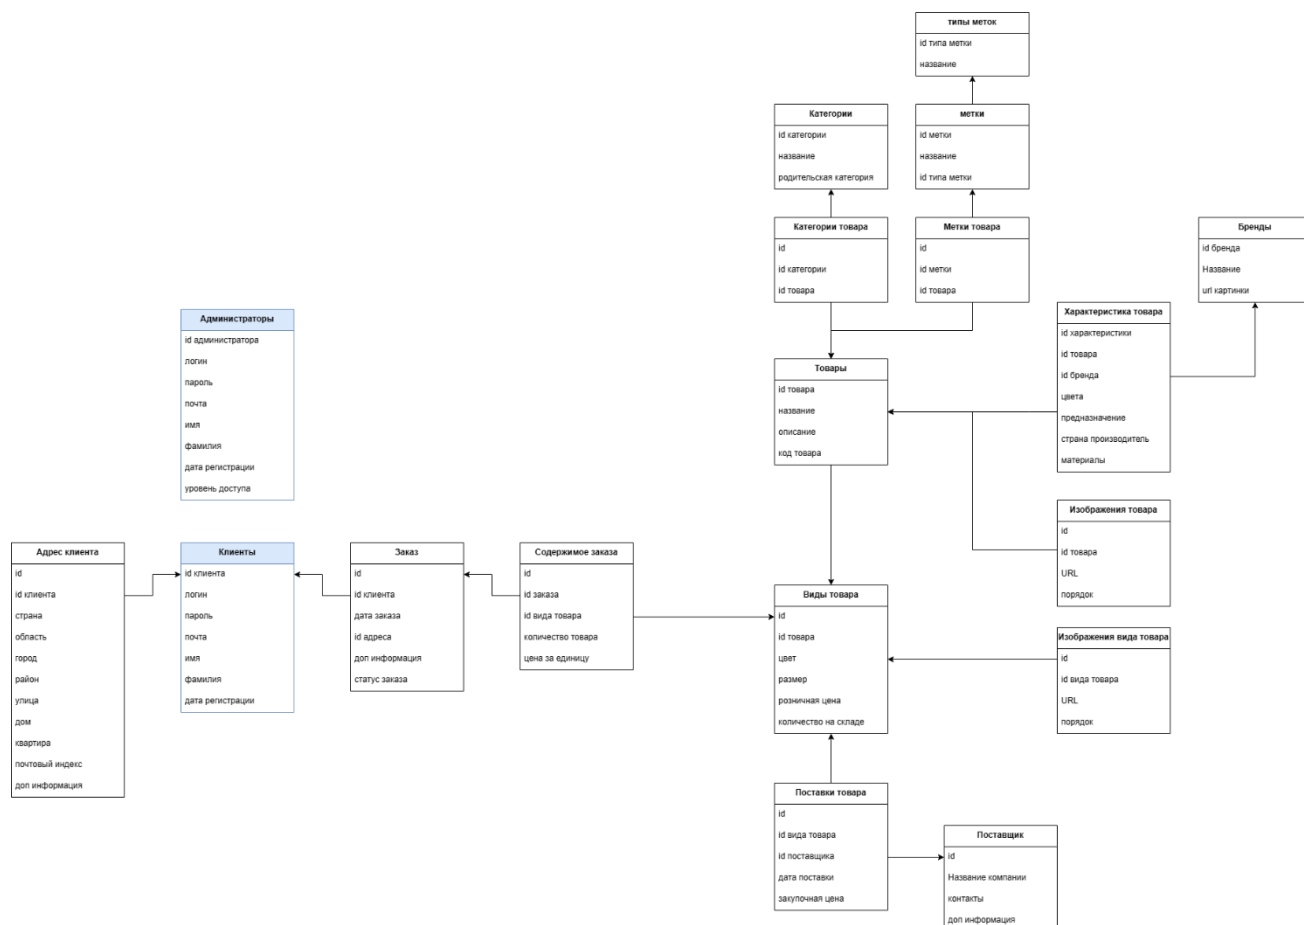 типы меток
id типа метки
название
Категории
id категории
название
родительская категория
метки
id метки
название
id типа метки
Категории товара
id
id категории
id товара
Метки товара
id
id метки
id товара
Бренды
id бренда
Название
url картинки
Администраторы
id администратора
логин
пароль
почта
имя
фамилия
дата регистрации
уровень доступа
Характеристика товара
id характеристики
id товара
id бренда
цвета
предназначение
страна производитель
материалы
Товары
id товара
название
описание
код товара
Изображения товара
id
id товара
URL
порядок
Адрес клиента
id
id клиента
страна
область
город
район
улица
дом
квартира
почтовый индекс
доп информация
Клиенты
id клиента
логин
пароль
почта
имя
фамилия
дата регистрации
Заказ
id
id клиента
дата заказа
id адреса
доп информация
статус заказа
Содержимое заказа
id
id заказа
id вида товара
количество товара
цена за единицу
Виды товара
id
id товара
цвет
размер
розничная цена
количество на складе
Изображения вида товара
id
id вида товара
URL
порядок
Поставки товара
id
id вида товара
id поставщика
дата поставки
закупочная цена
Поставщик
id
Название компании
контакты
доп информация